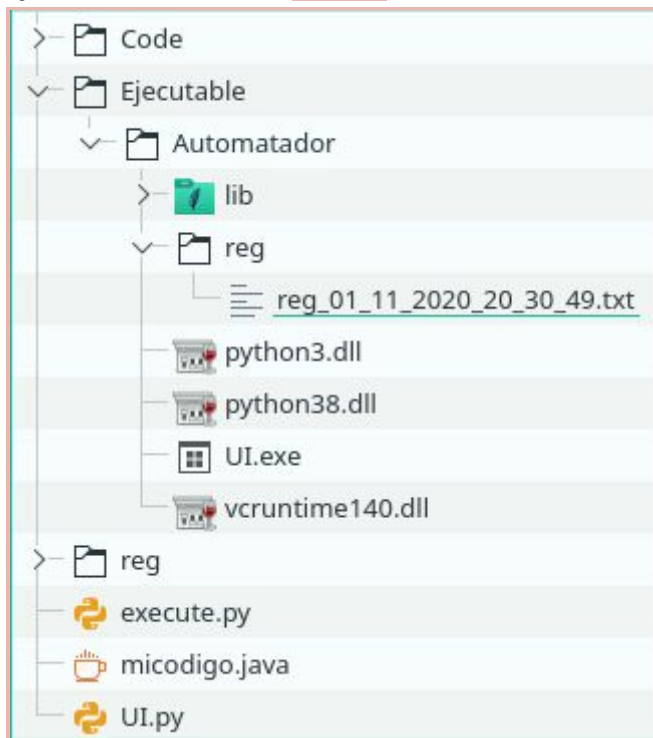 Code
Ejecutable
Automatador
lib
reg
reg_01_11_2020_20_30_49.txt
python3.dll
python38.dll
UI.exe
vcruntime140.dll
reg
execute.py
micodigo.java
UI.py